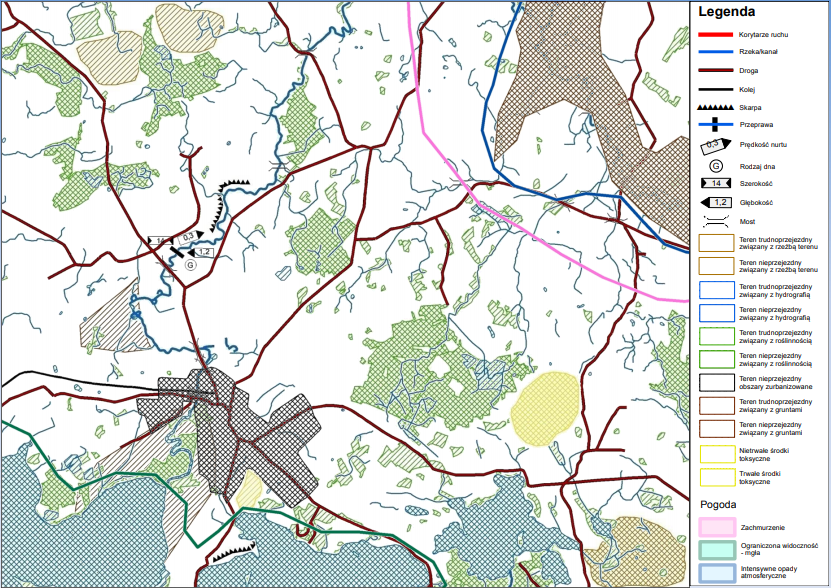 Legenda
Korytarze ruchu
Rzeka/kanał
Droga
Kolej
Skarpa
Przeprawa
0,3
Prędkość nurtu
G
Rodzaj dna
14
Szerokość
1,2
Głębokość
Most
Teren trudnoprzejezdny
związany z rzeźbą terenu
Teren nieprzejezdny
związany z rzeźbą terenu
Teren trudnoprzejezdny
związany z hydrografią
Teren nieprzejezdny
związany z hydrografią
Teren trudnoprzejezdny
związany z roślinnością
Teren nieprzejezdny
związany z roślinnością
Teren nieprzejezdny
obszary zurbanizowane
Teren trudnoprzejezdny
związany z gruntami
Teren nieprzejezdny
związany z gruntami
Nietrwałe środki
toksyczne
Trwałe środki
toksyczne
Pogoda
Zachmurzenie
Ograniczona widoczność
- mgła
Intensywne opady
atmosferyczne
14
0,3
1,2
G